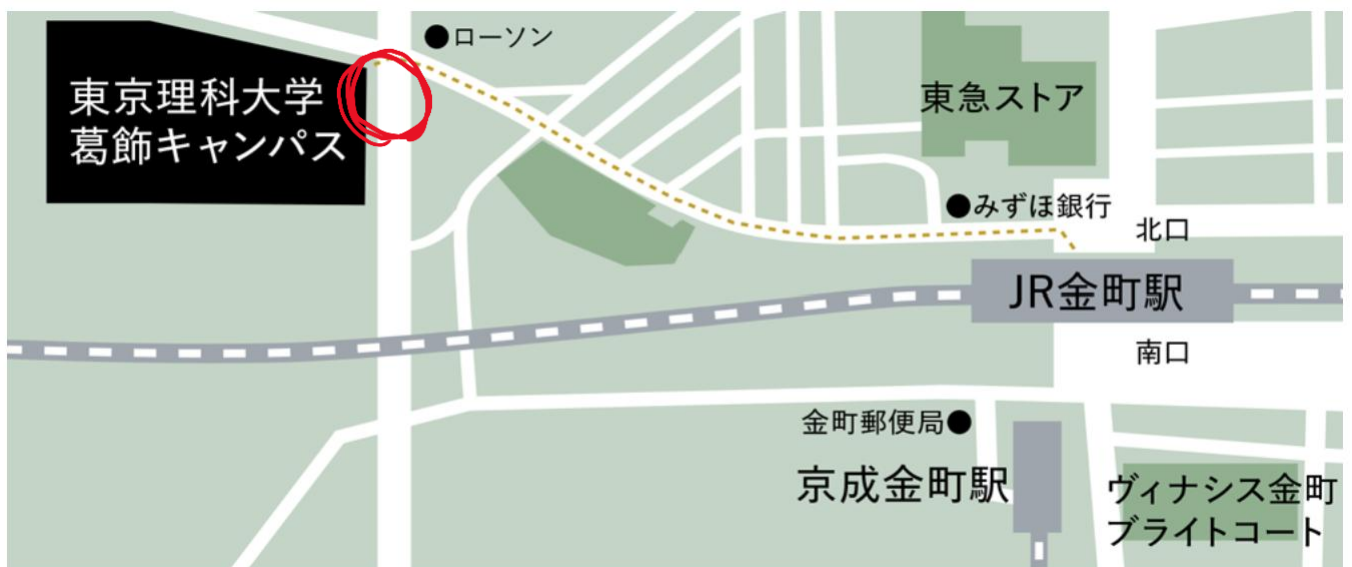 ●ローソン
東京理科大学
葛飾キャンパス
東急ストア
●みずほ銀行
北口
JR金町駅
南口
金町郵便局●
京成金町駅
ヴィナシス金町
ブライトコート